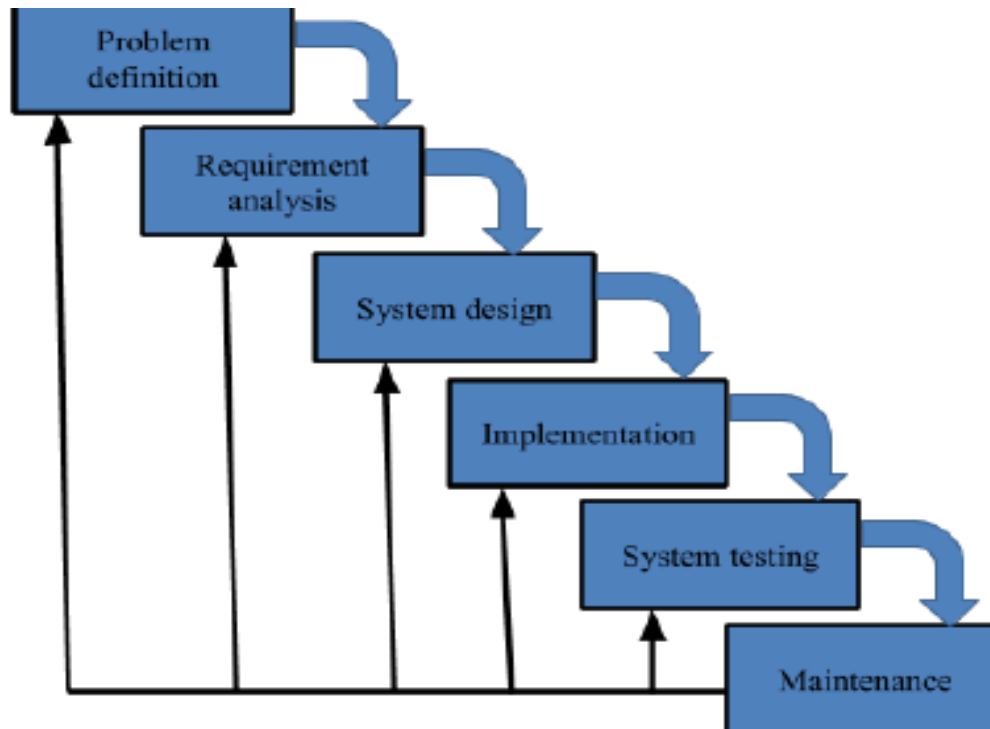 Problem
definition
Requirement
analysis
System design
Implementation
System testing
Maintenance